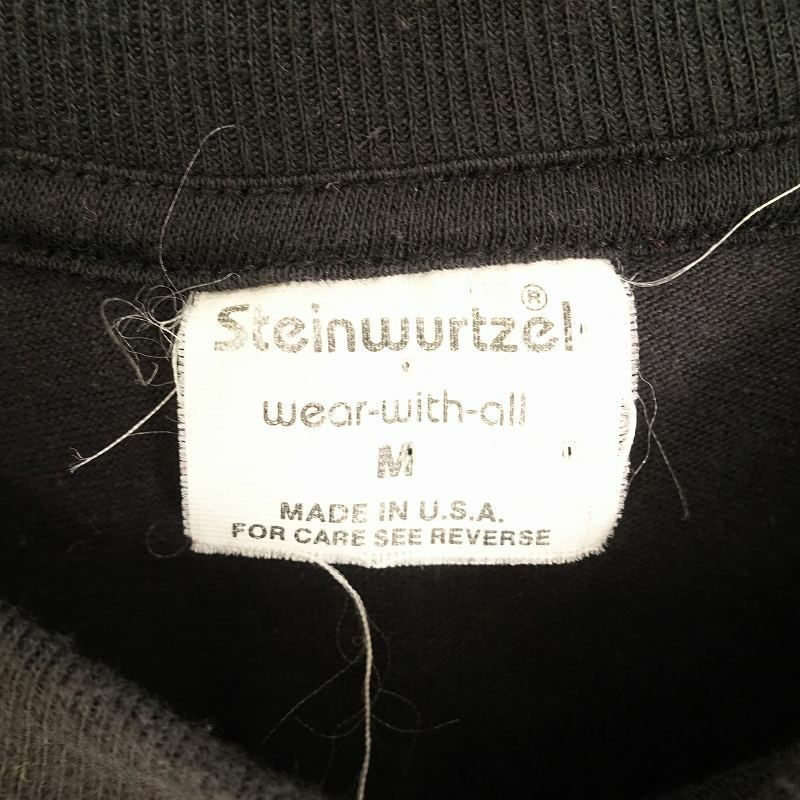 Steinwurtzel®
wear-with-all
M
MADE IN U.S.A.
FOR CARE SEE REVERSE